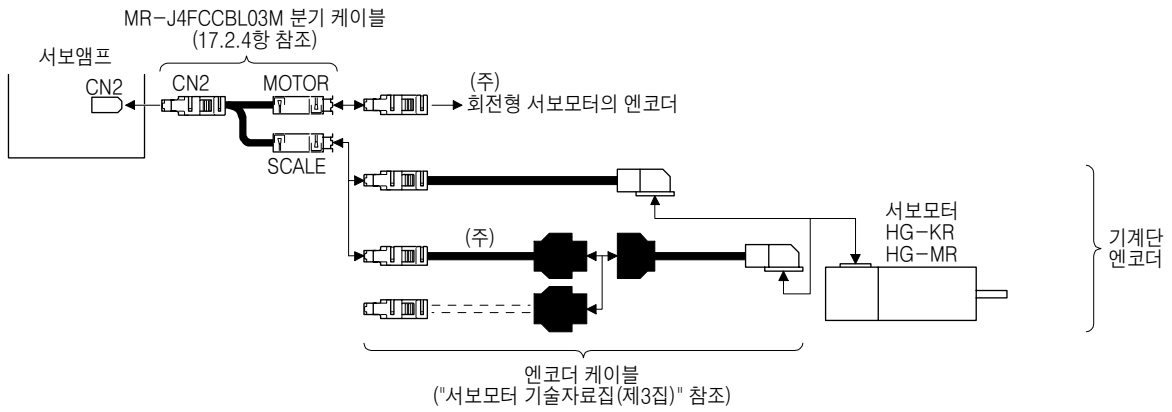 MR-J4FCCBL03M 분기 케이블
(17.2.4항 참조)
서보앰프
CN2
CN2
MOTOR
(주)
회전형 서보모터의 엔코더
SCALE
서보모터
HG-KR
HG-MR
기계단
엔코더
(주)
엔코더 케이블
("서보모터 기술자료집(제3집)" 참조)